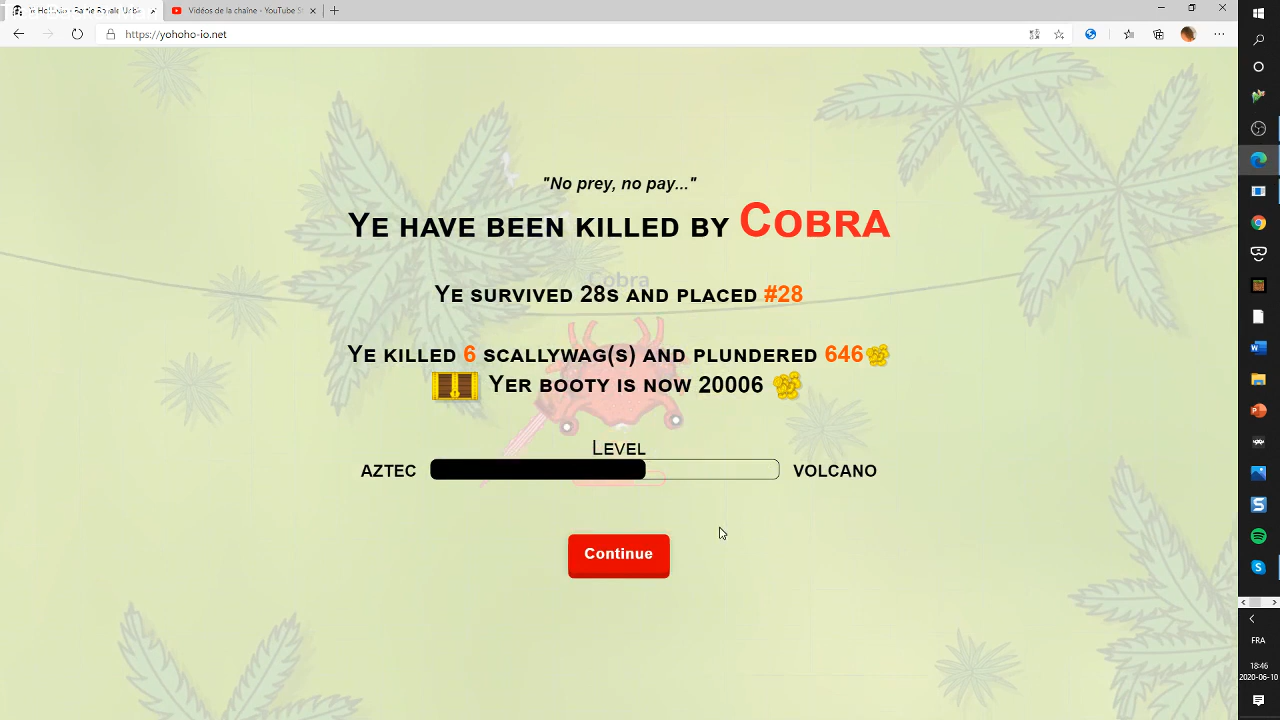 Vidéos de la chaîne - YouTube St
https://yohoho-io.net
"No prey, no pay..."
Ye have been killed by Cobra
Cobra
Ye survived 28s and placed #28
Ye killed 6 scallywag(s) and plundered 646
Yer booty is now 20006
Level
AZTEC VOLCANO
Continue
FRA
18:46
2020-06-10